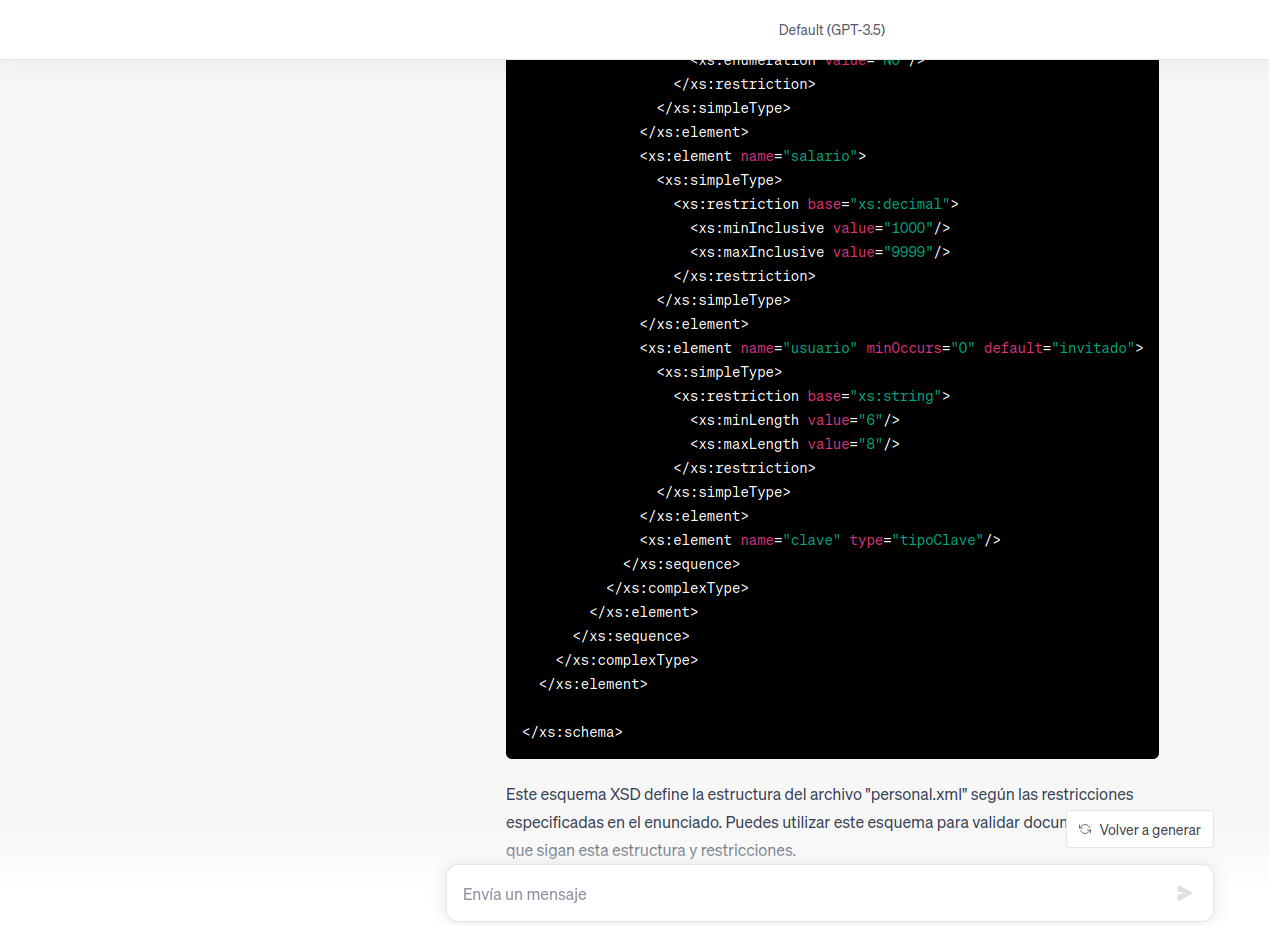 Default (GPT-3.5)
<xs:enumeration value="No"/>
</xs:restriction>
</xs:simpleType>
</xs:element>
<xs:element name="salario">
<xs:simpleType>
<xs:restriction base="xs:decimal">
<xs:minInclusive value="1000"/>
<xs:maxInclusive value="9999"/>
</xs:restriction>
</xs:simpleType>
</xs:element>
<xs:element name="usuario" minOccurs="0" default="invitado">
<xs:simpleType>
<xs:restriction base="xs:string">
<xs:minLength value="6"/>
<xs:maxLength value="8"/>
</xs:restriction>
</xs:simpleType>
</xs:element>
<xs:element name="clave" type="tipoClave"/>
</xs:sequence>
</xs:complexType>
</xs:element>
</xs:sequence>
</xs:complexType>
</xs:element>
</xs:schema>
Este esquema XSD define la estructura del archivo "personal.xml" según las restricciones
especificadas en el enunciado. Puedes utilizar este esquema para validar docum
Volver a generar
que sigan esta estructura y restricciones.
Envía un mensaje